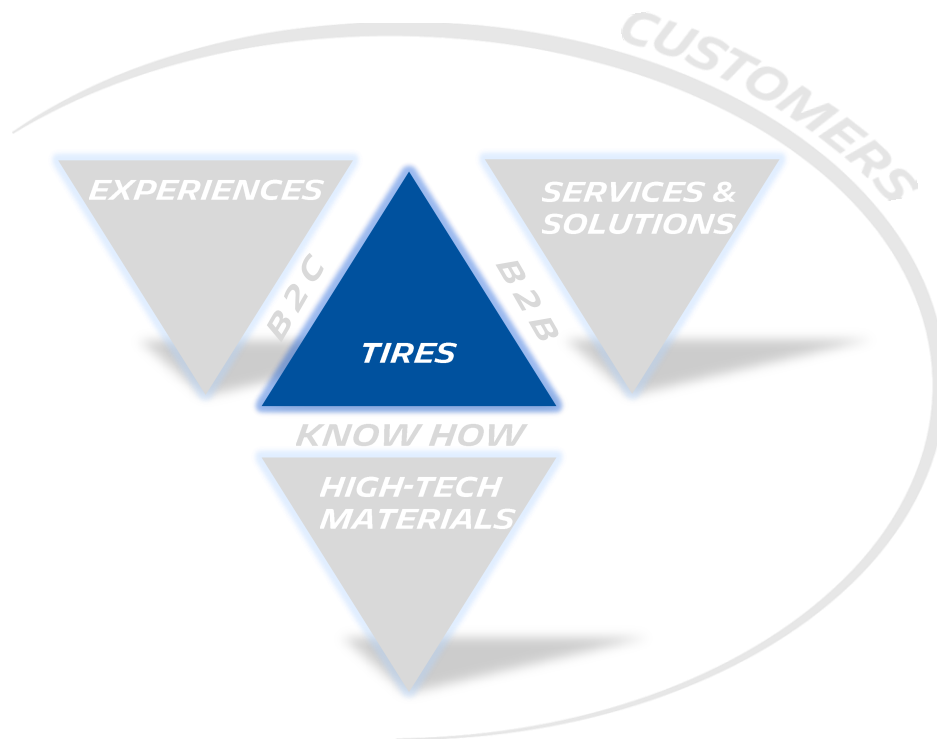 CUSTOMERS
EXPERIENCES
SERVICES &
SOLUTIONS
B2C
B2B
TIRES
KNOW HOW
HIGH-TECH
MATERIALS